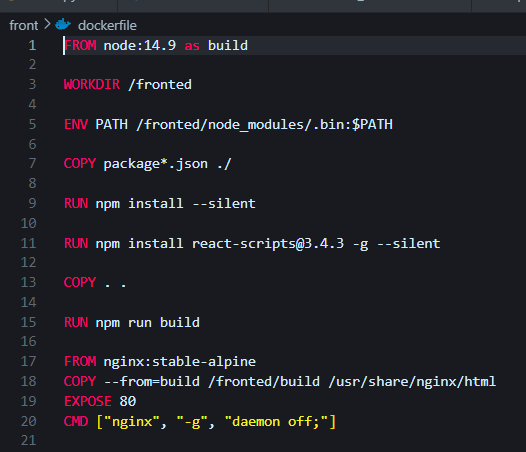 front > dockerfile
1 FROM node:14.9 as build
2
3 WORKDIR /fronted
4
5 ENV PATH /fronted/node_modules/.bin:$PATH
6
7 COPY package*.json ./
8
9 RUN npm install --silent
10
11 RUN npm install react-scripts@3.4.3 -g --silent
12
13 COPY . .
14
15 RUN npm run build
16
17 FROM nginx:stable-alpine
18 COPY --from=build /fronted/build /usr/share/nginx/html
19 EXPOSE 80
20 CMD ["nginx", "-g", "daemon off;"]
21